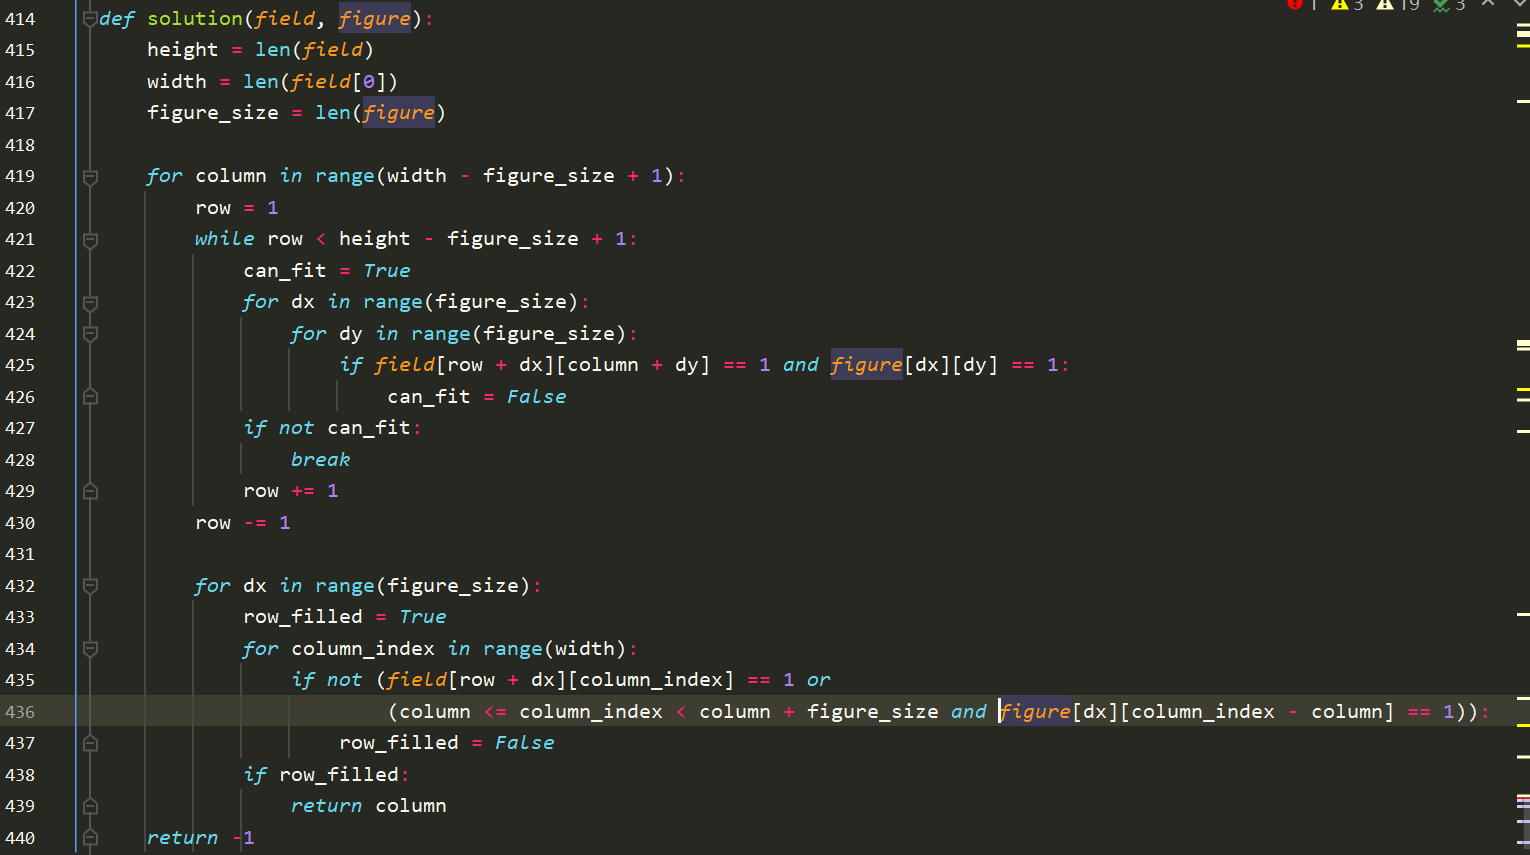 1 3 19 3
414 def solution(field, figure):
415     height = len(field)
416     width = len(field[0])
417     figure_size = len(figure)
418
419     for column in range(width - figure_size + 1):
420         row = 1
421         while row < height - figure_size + 1:
422             can_fit = True
423             for dx in range(figure_size):
424                 for dy in range(figure_size):
425                     if field[row + dx][column + dy] == 1 and figure[dx][dy] == 1:
426                         can_fit = False
427             if not can_fit:
428                 break
429             row += 1
430         row -= 1
431
432         for dx in range(figure_size):
433             row_filled = True
434             for column_index in range(width):
435                 if not (field[row + dx][column_index] == 1 or
436                         (column <= column_index < column + figure_size and figure[dx][column_index - column] == 1)):
437                     row_filled = False
438             if row_filled:
439                 return column
440     return -1